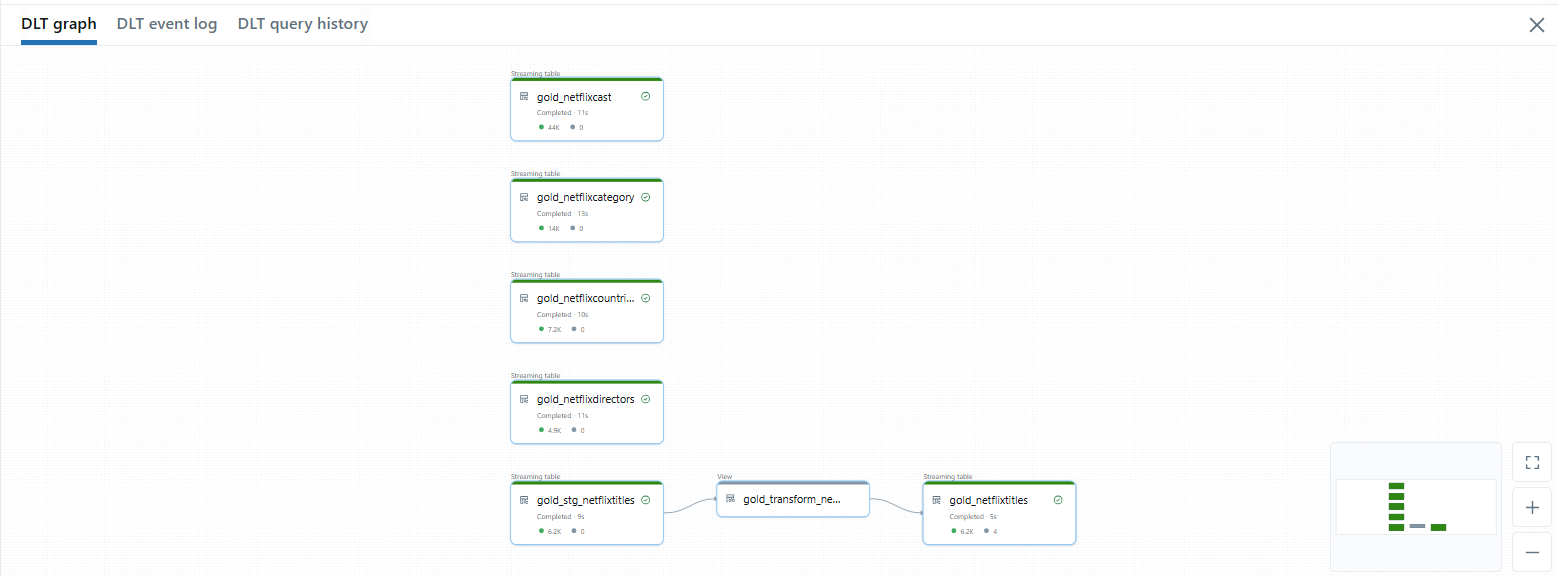 DLT graph DLT event log DLT query history
Streaming table
gold_netflixcast
Completed · 11s
44K 0
Streaming table
gold_netflixcategory
Completed · 13s
14K 0
Streaming table
gold_netflixcountri...
Completed · 10s
7.2K 0
Streaming table
gold_netflixdirectors
Completed · 11s
4.9K 0
Streaming table
gold_stg_netflixtitles
Completed · 9s
6.2K 0
View
gold_transform_ne...
Streaming table
gold_netflixtitles
Completed · 5s
6.2K 4